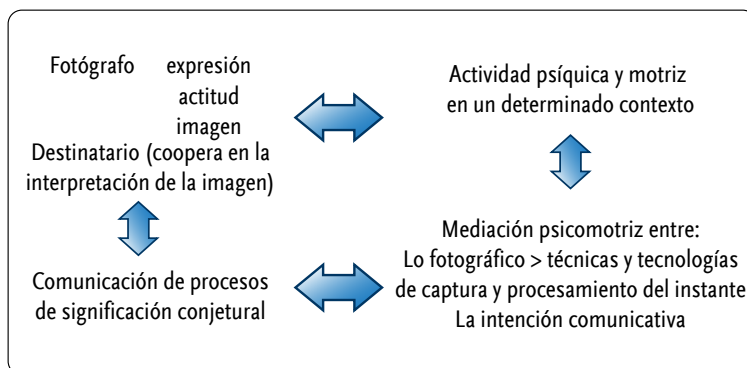 Fotógrafo expresión
actitud
imagen
Destinatario (coopera en la
interpretación de la imagen)
Actividad psíquica y motriz
en un determinado contexto
Comunicación de procesos
de significación conjetural
Mediación psicomotriz entre:
Lo fotográfico > técnicas y tecnologías
de captura y procesamiento del instante
La intención comunicativa